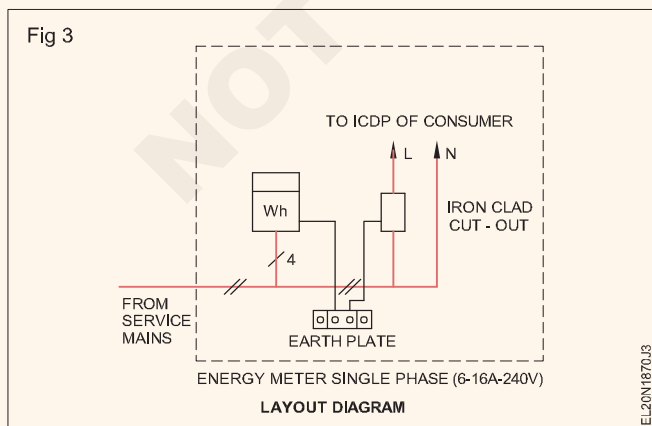 Fig 3
NOT
TO ICDP OF CONSUMER
L
N
Wh
IRON CLAD
CUT - OUT
4
FROM
SERVICE
MAINS
EARTH PLATE
ENERGY METER SINGLE PHASE (6-16A-240V)
LAYOUT DIAGRAM
EL20N1870J3